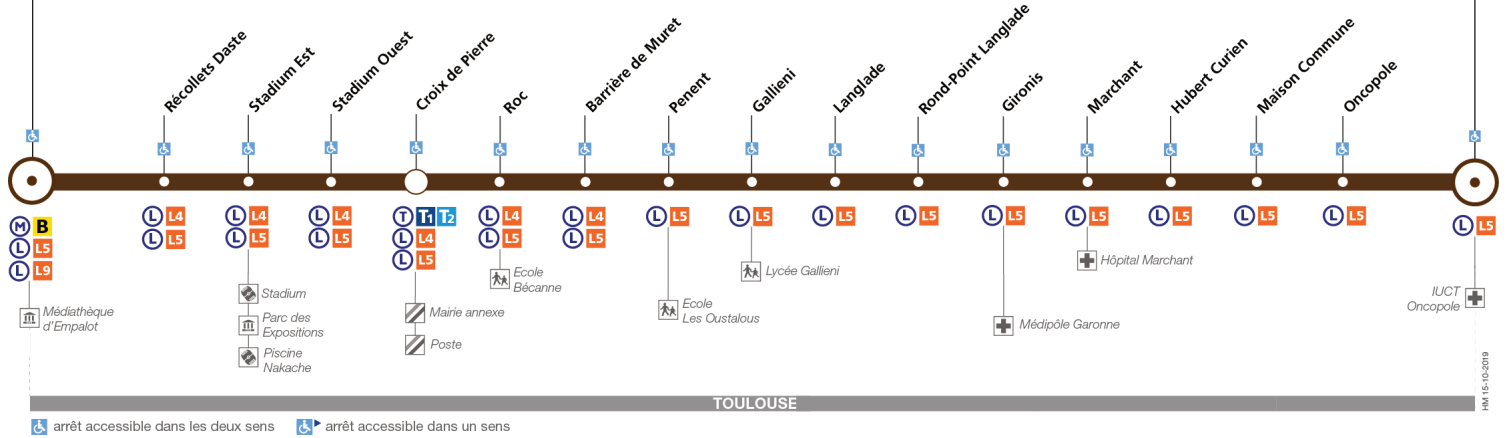 Récollets Daste
Stadium Est
Stadium Ouest
Croix de Pierre
Roc
Barrière de Muret
Penent
Gallieni
Langlade
Rond-Point Langlade
Gironis
Marchant
Hubert Curien
Maison Commune
Oncopole
M B
L L5
L L9
L L4
L L5
L L4
L L5
L L4
L L5
T T1 T2
L L4
L L5
L L4
L L5
L L4
L L5
L L5
L L5
L L5
L L5
L L5
L L5
L L5
L L5
L L5
L L5
Médiathèque
d'Empalot
Stadium
Parc des
Expositions
Piscine
Nakache
Mairie annexe
Poste
Ecole
Bécanne
Ecole
Les Oustalous
Lycée Gallieni
Médipôle Garonne
Hôpital Marchant
IUCT
Oncopole
HM 15-10-2019
TOULOUSE
arrêt accessible dans les deux sens
arrêt accessible dans un sens